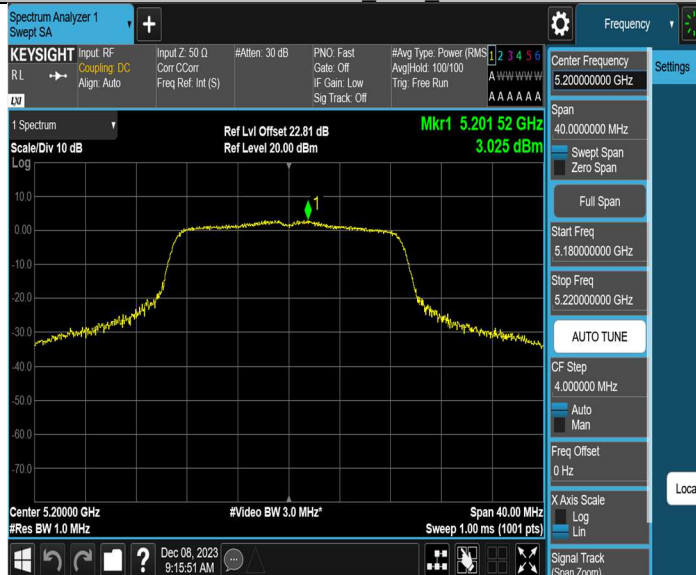 Spectrum Analyzer 1
Swept SA
Frequency
KEYSIGHT
Input: RF
Input Z: 50 Ω
#Atten: 30 dB
PNO: Fast
#Avg Type: Power (RMS
1 2 3 4 5 6
RL
Coupling: DC
Corr CCorr
Gate: Off
Avg|Hold: 100/100
A W W W W W
Align: Auto
Freq Ref: Int (S)
IF Gain: Low
Trig: Free Run
Sig Track: Off
A A A A A A
LXI
1 Spectrum
Ref Lvl Offset 22.81 dB
Mkr1 5.201 52 GHz
Scale/Div 10 dB
Ref Level 20.00 dBm
3.025 dBm
Log
10.0
1
0.00
-10.0
-20.0
-30.0
-40.0
-50.0
-60.0
-70.0
Center 5.20000 GHz
#Video BW 3.0 MHz*
Span 40.00 MHz
#Res BW 1.0 MHz
Sweep 1.00 ms (1001 pts)
Dec 08, 2023
9:15:51 AM
Center Frequency
5.200000000 GHz
Settings
Span
40.0000000 MHz
Swept Span
Zero Span
Full Span
Start Freq
5.180000000 GHz
Stop Freq
5.220000000 GHz
AUTO TUNE
CF Step
4.000000 MHz
Auto
Man
Freq Offset
0 Hz
X Axis Scale
Loca
Log
Lin
Signal Track
(Span Zoom)